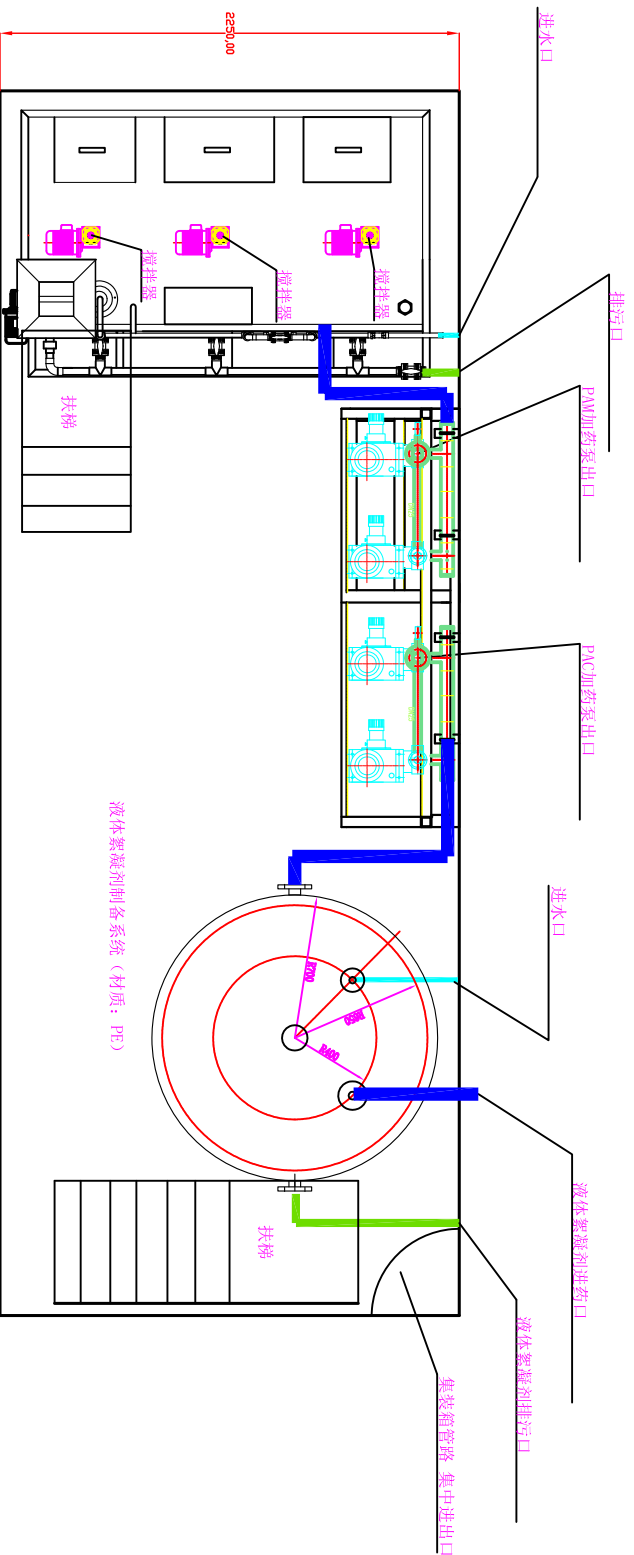 进水口
2250,00
排污口
搅拌器
搅拌器
搅拌器
扶梯
PAM加药泵出口
PAC加药泵出口
液体絮凝剂制备系统（材质：PE）
进水口
R700
R650
R400
液体絮凝剂进药口
扶梯
液体絮凝剂排污口
集装箱管路 集中进出口